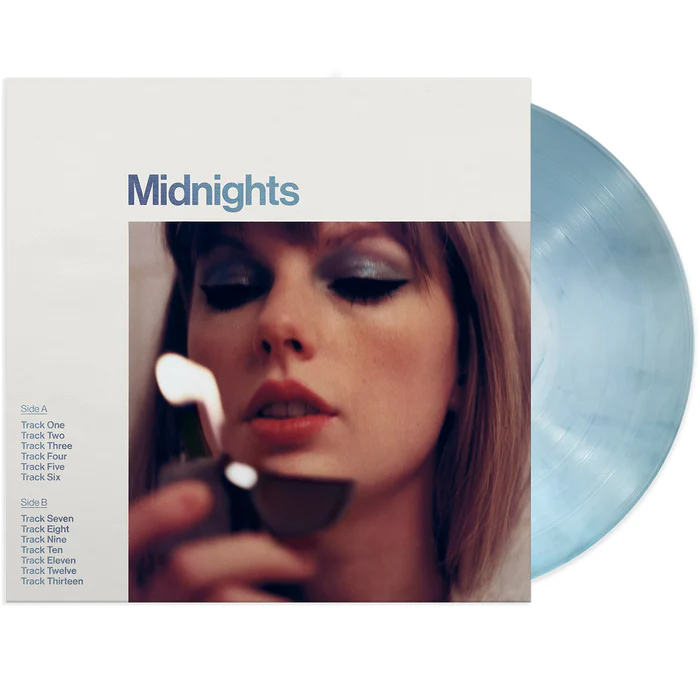 Midnights
Side A
Track One
Track Two
Track Three
Track Four
Track Five
Track Six
Side B
Track Seven
Track Eight
Track Nine
Track Ten
Track Eleven
Track Twelve
Track Thirteen